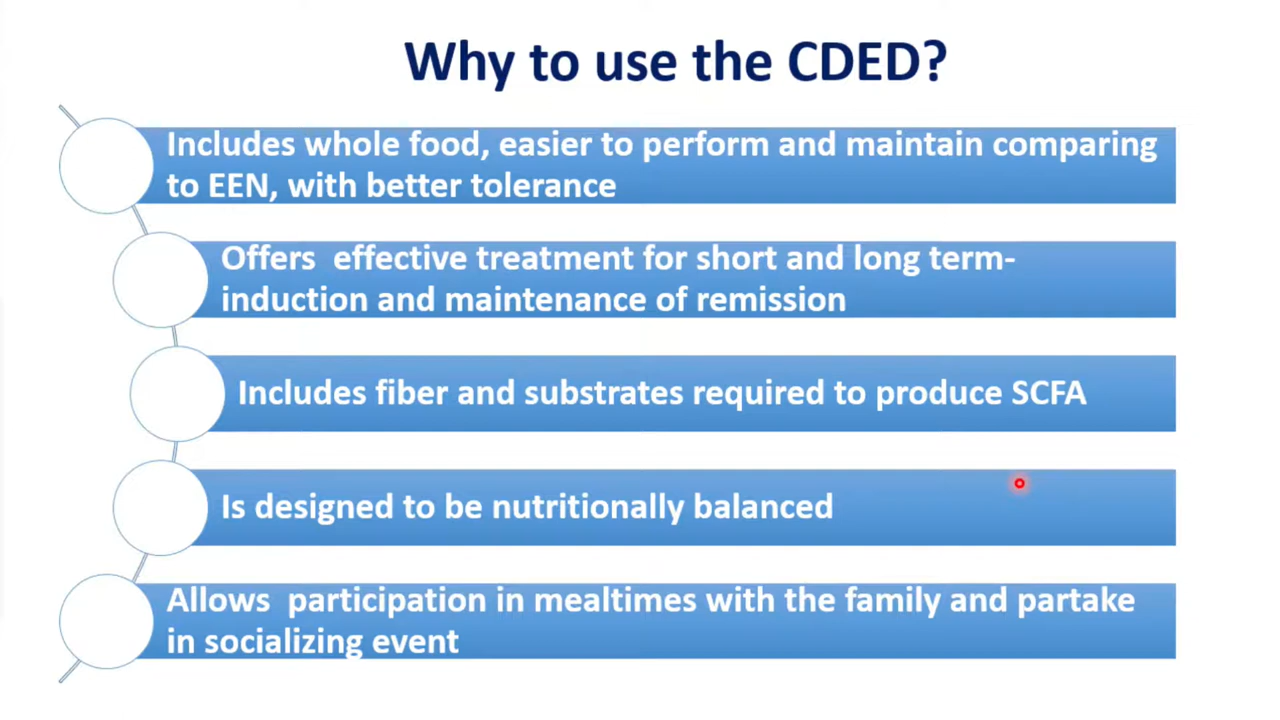 Why to use the CDED?
Includes whole food, easier to perform and maintain comparing
to EEN, with better tolerance
Offers  effective treatment for short and long term-
induction and maintenance of remission
Includes fiber and substrates required to produce SCFA
Is designed to be nutritionally balanced
Allows  participation in mealtimes with the family and partake
in socializing event